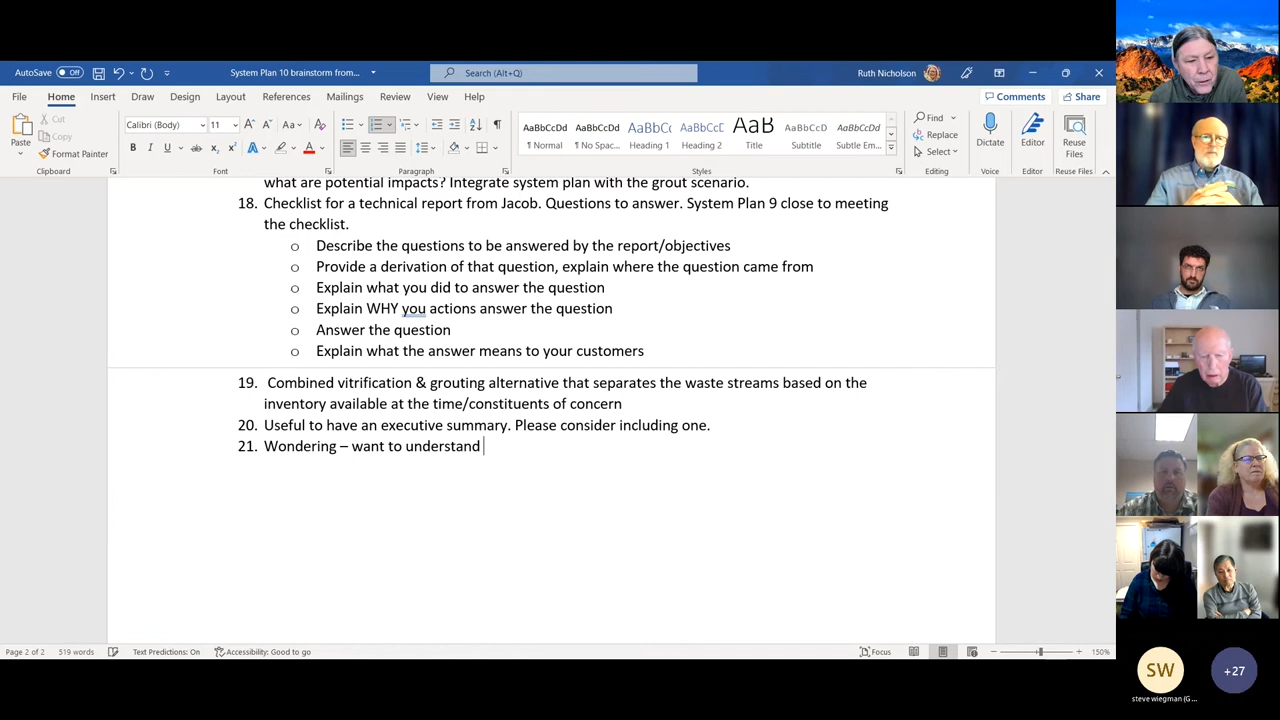 AutoSave Off System Plan 10 brainstorm from... Search (Alt+Q) Ruth Nicholson
File Home Insert Draw Design Layout References Mailings Review View Help Comments Share
Paste Cut Copy Format Painter
Calibri (Body) 11
AaBbCcDd AaBbCcDd AaBbCc AaBbCcD AaB AaBbCcD AaBbCcDd
¶ Normal ¶ No Spac... Heading 1 Heading 2 Title Subtitle Subtle Em...
Find Replace Select Dictate Editor Reuse Files
Clipboard Font Paragraph Styles Editing Voice Editor Reuse Files
what are potential impacts? Integrate system plan with the grout scenario.
18. Checklist for a technical report from Jacob. Questions to answer. System Plan 9 close to meeting
the checklist.
o Describe the questions to be answered by the report/objectives
o Provide a derivation of that question, explain where the question came from
o Explain what you did to answer the question
o Explain WHY you actions answer the question
o Answer the question
o Explain what the answer means to your customers
19. Combined vitrification & grouting alternative that separates the waste streams based on the
inventory available at the time/constituents of concern
20. Useful to have an executive summary. Please consider including one.
21. Wondering – want to understand
Page 2 of 2 519 words Text Predictions: On Accessibility: Good to go Focus 150%
SW +27
steve wiegman (G...